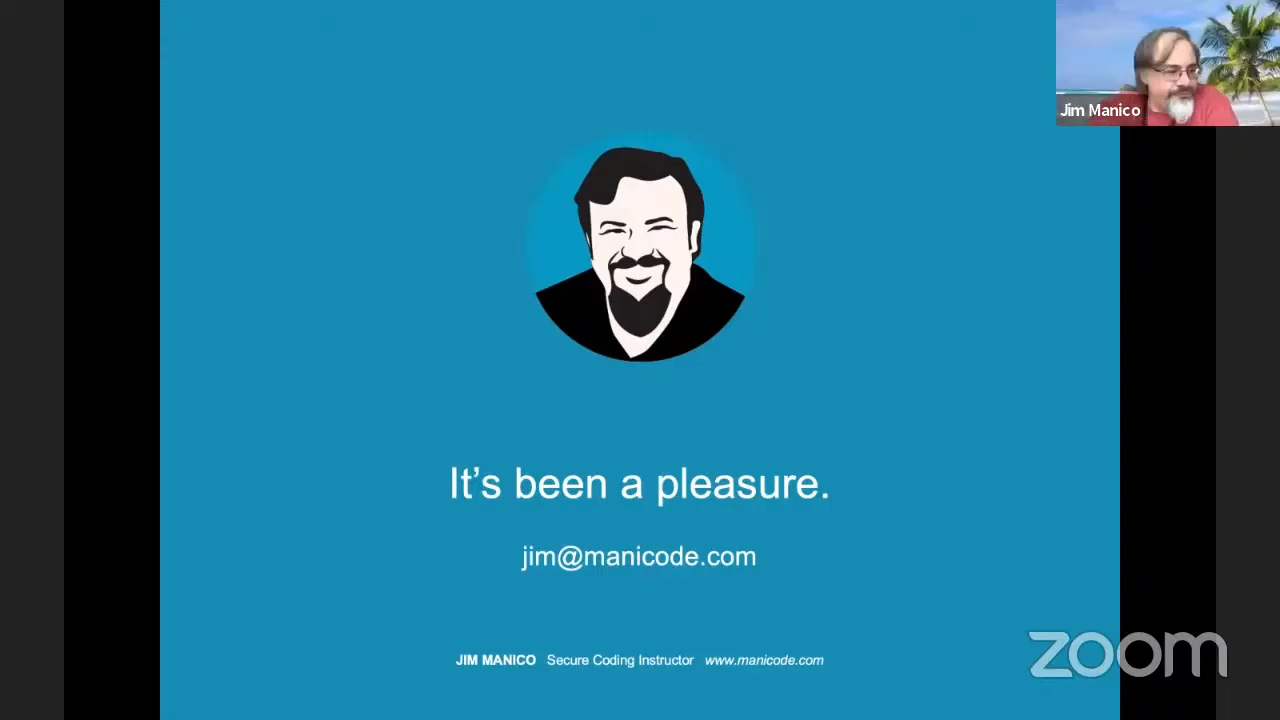 Jim Manico
It's been a pleasure.
jim@manicode.com
JIM MANICO Secure Coding Instructor www.manicode.com
zoom